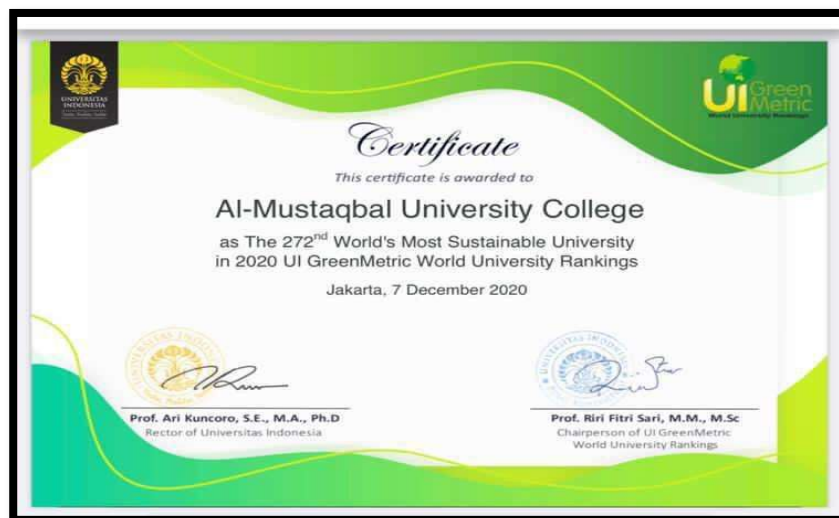 UNIVERSITAS
INDONESIA
UI Green
Metric
World University Rankings
Certificate
This certificate is awarded to
Al-Mustaqbal University College
as The 272nd World's Most Sustainable University
in 2020 UI GreenMetric World University Rankings
Jakarta, 7 December 2020
Prof. Ari Kuncoro, S.E., M.A., Ph.D
Rector of Universitas Indonesia
Prof. Riri Fitri Sari, M.M., M.Sc
Chairperson of UI GreenMetric
World University Rankings